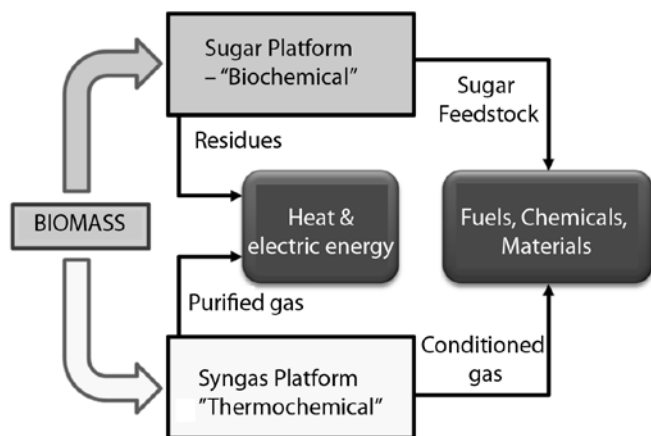 Sugar Platform
– “Biochemical”
Sugar
Feedstock
Residues
BIOMASS
Heat &
electric energy
Fuels, Chemicals,
Materials
Purified gas
Conditioned
gas
Syngas Platform
”Thermochemical”